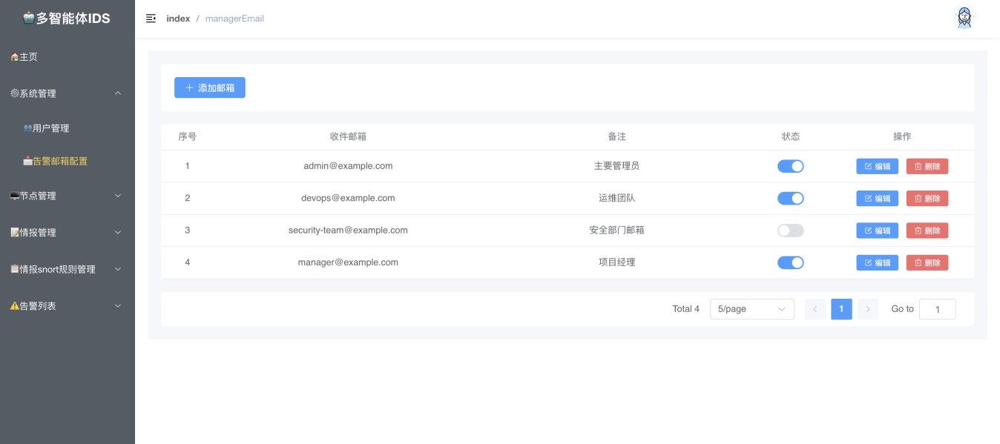 多智能体IDS
index / managerEmail
主页
系统管理
用户管理
告警邮箱配置
节点管理
情报管理
情报snort规则管理
告警列表
添加邮箱
序号 收件邮箱 备注 状态 操作
1 admin@example.com 主要管理员 编辑 删除
2 devops@example.com 运维团队 编辑 删除
3 security-team@example.com 安全部门邮箱 编辑 删除
4 manager@example.com 项目经理 编辑 删除
Total 4 5/page 1 Go to 1